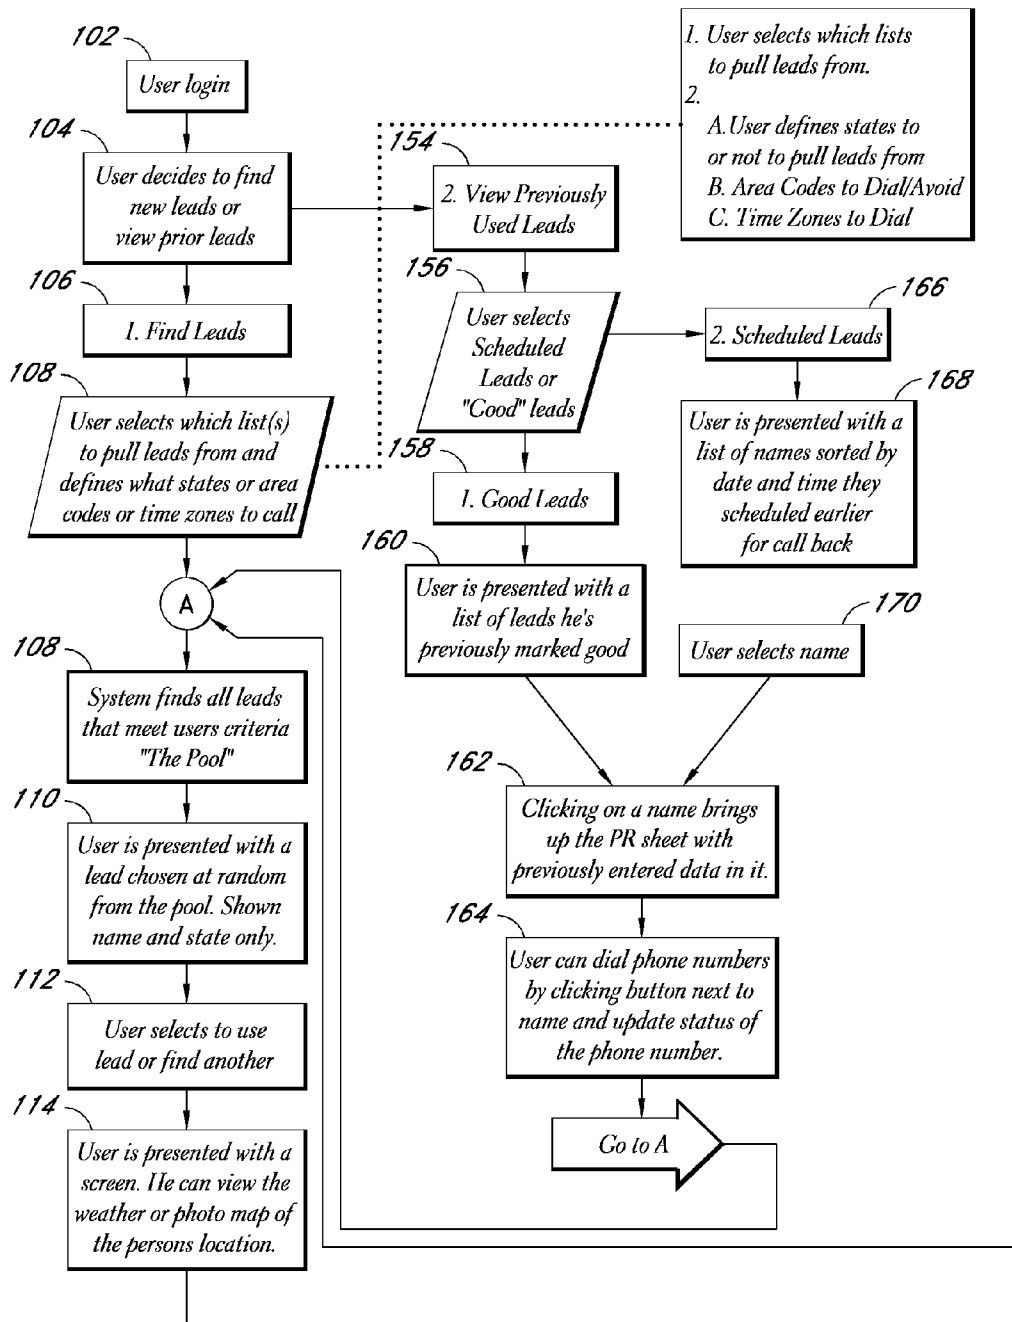 102
User login
104
User decides to find
new leads or
view prior leads
106
1. Find Leads
108
User selects which list(s)
to pull leads from and
defines what states or area
codes or time zones to call
A
108
System finds all leads
that meet users criteria
"The Pool"
110
User is presented with a
lead chosen at random
from the pool. Shown
name and state only.
112
User selects to use
lead or find another
114
User is presented with a
screen. He can view the
weather or photo map of
the persons location.
154
2. View Previously
Used Leads
156
User selects
Scheduled
Leads or
"Good" leads
158
1. Good Leads
160
User is presented with a
list of leads he's
previously marked good
162
Clicking on a name brings
up the PR sheet with
previously entered data in it.
164
User can dial phone numbers
by clicking button next to
name and update status of
the phone number.
Go to A
1. User selects which lists
to pull leads from.
2.
A.User defines states to
or not to pull leads from
B. Area Codes to Dial/Avoid
C. Time Zones to Dial
166
2. Scheduled Leads
168
User is presented with a
list of names sorted by
date and time they
scheduled earlier
for call back
170
User selects name